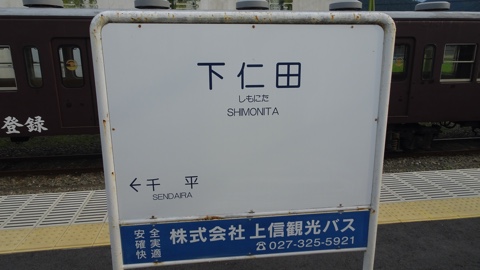 下仁田
しもにた
SHIMONITA
←千平
SENDAIRA
登録
安全
確実
快適
株式会社上信観光バス
☎027-325-5921